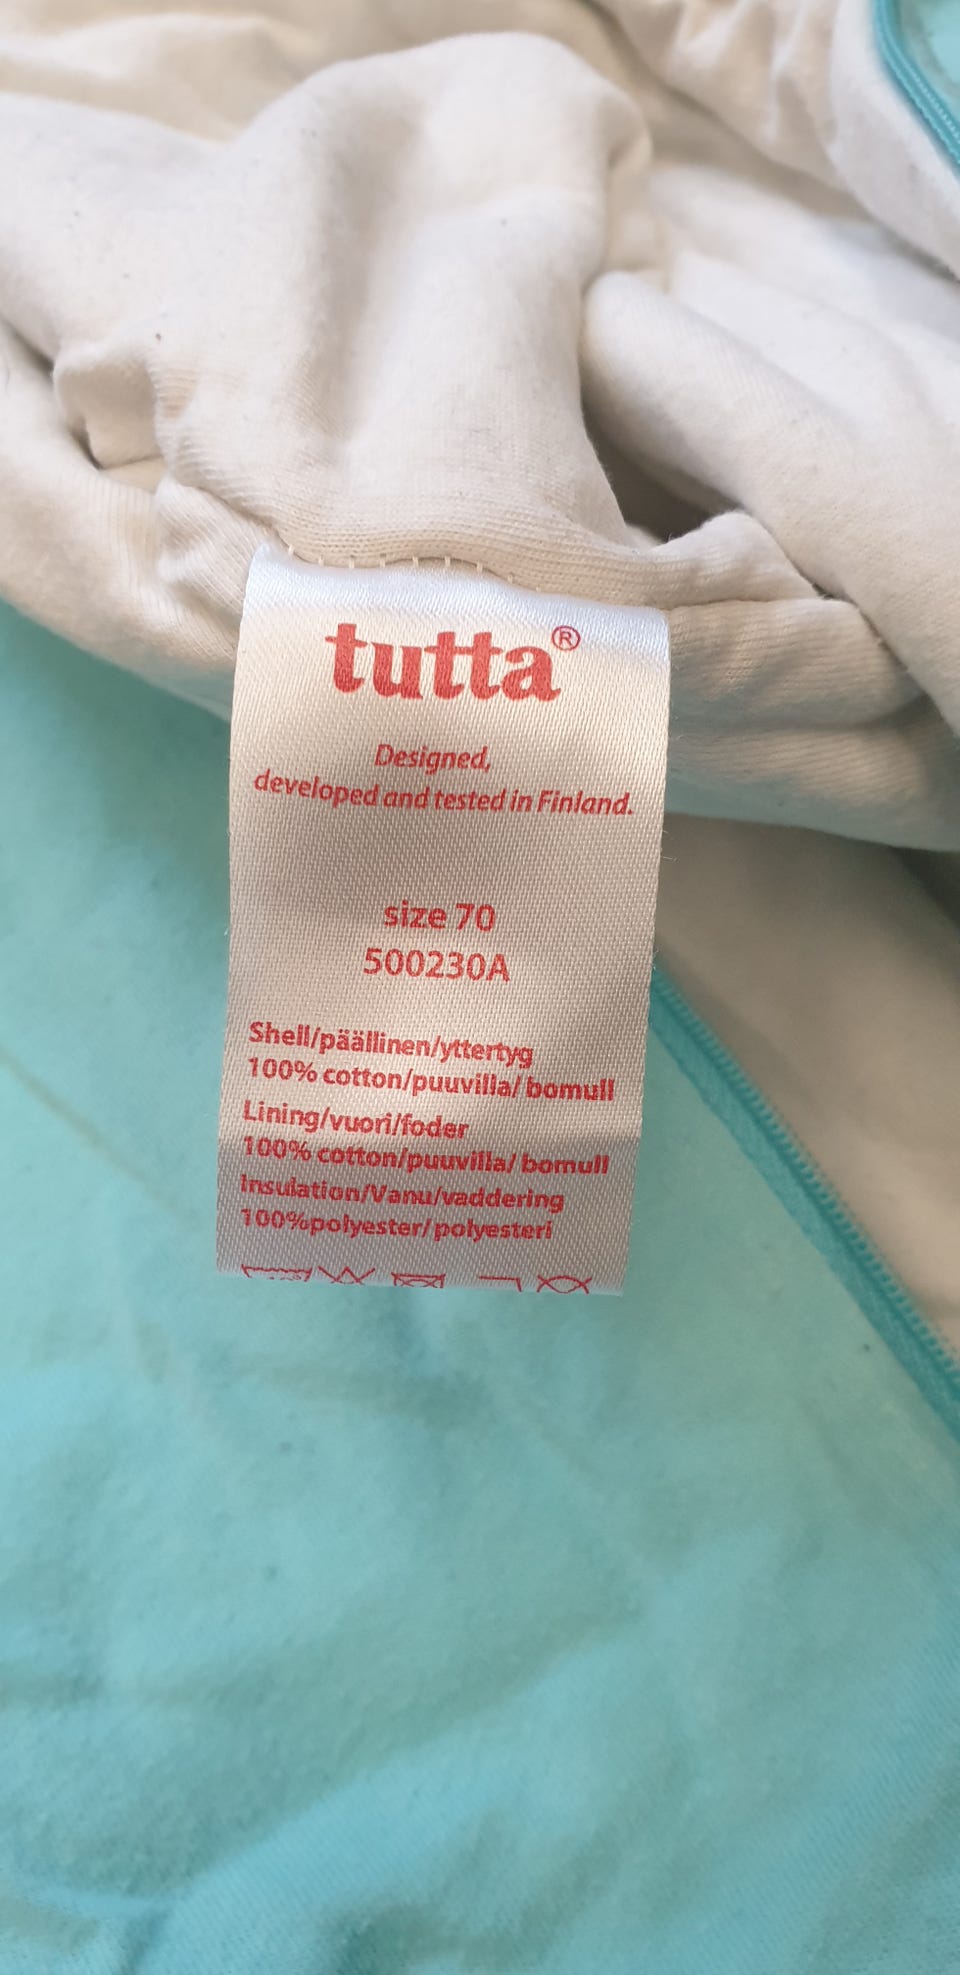 tutta®
Designed,
developed and tested in Finland.
size 70
500230A
Shell/päällinen/yttertyg
100% cotton/puuvilla/ bomull
Lining/vuori/foder
100% cotton/puuvilla/ bomull
Insulation/Vanu/vaddering
100%polyester/polyesteri